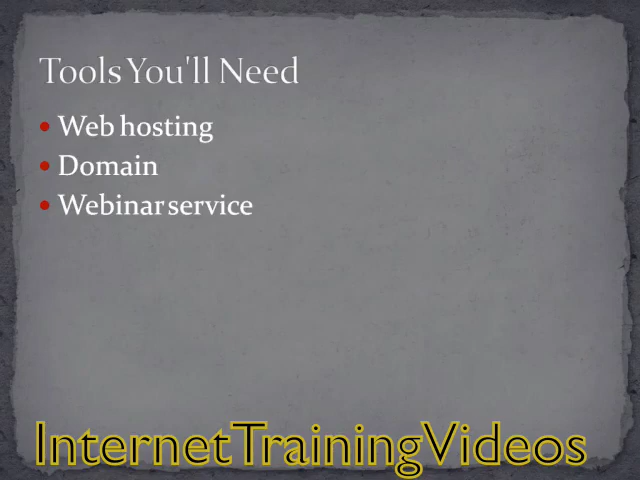 Tools You'll Need
Web hosting
Domain
Webinar service
InternetTrainingVideos